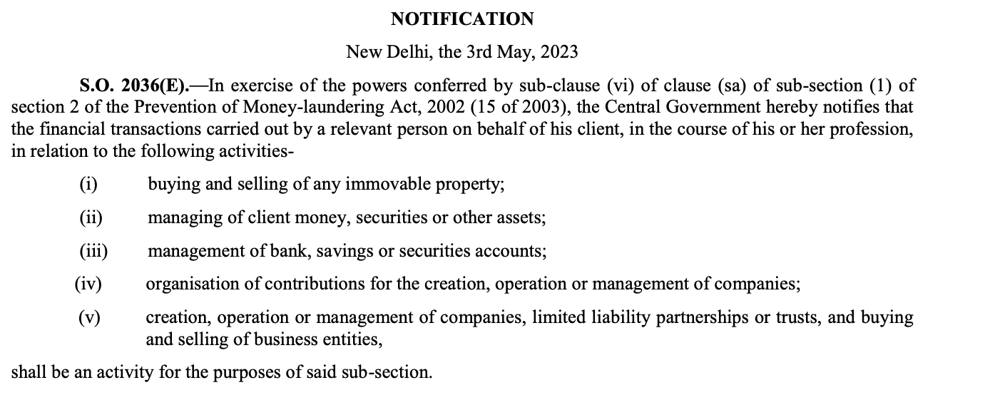 NOTIFICATION
New Delhi, the 3rd May, 2023
S.O. 2036(E).—In exercise of the powers conferred by sub-clause (vi) of clause (sa) of sub-section (1) of
section 2 of the Prevention of Money-laundering Act, 2002 (15 of 2003), the Central Government hereby notifies that
the financial transactions carried out by a relevant person on behalf of his client, in the course of his or her profession,
in relation to the following activities-
(i) buying and selling of any immovable property;
(ii) managing of client money, securities or other assets;
(iii) management of bank, savings or securities accounts;
(iv) organisation of contributions for the creation, operation or management of companies;
(v) creation, operation or management of companies, limited liability partnerships or trusts, and buying
and selling of business entities,
shall be an activity for the purposes of said sub-section.